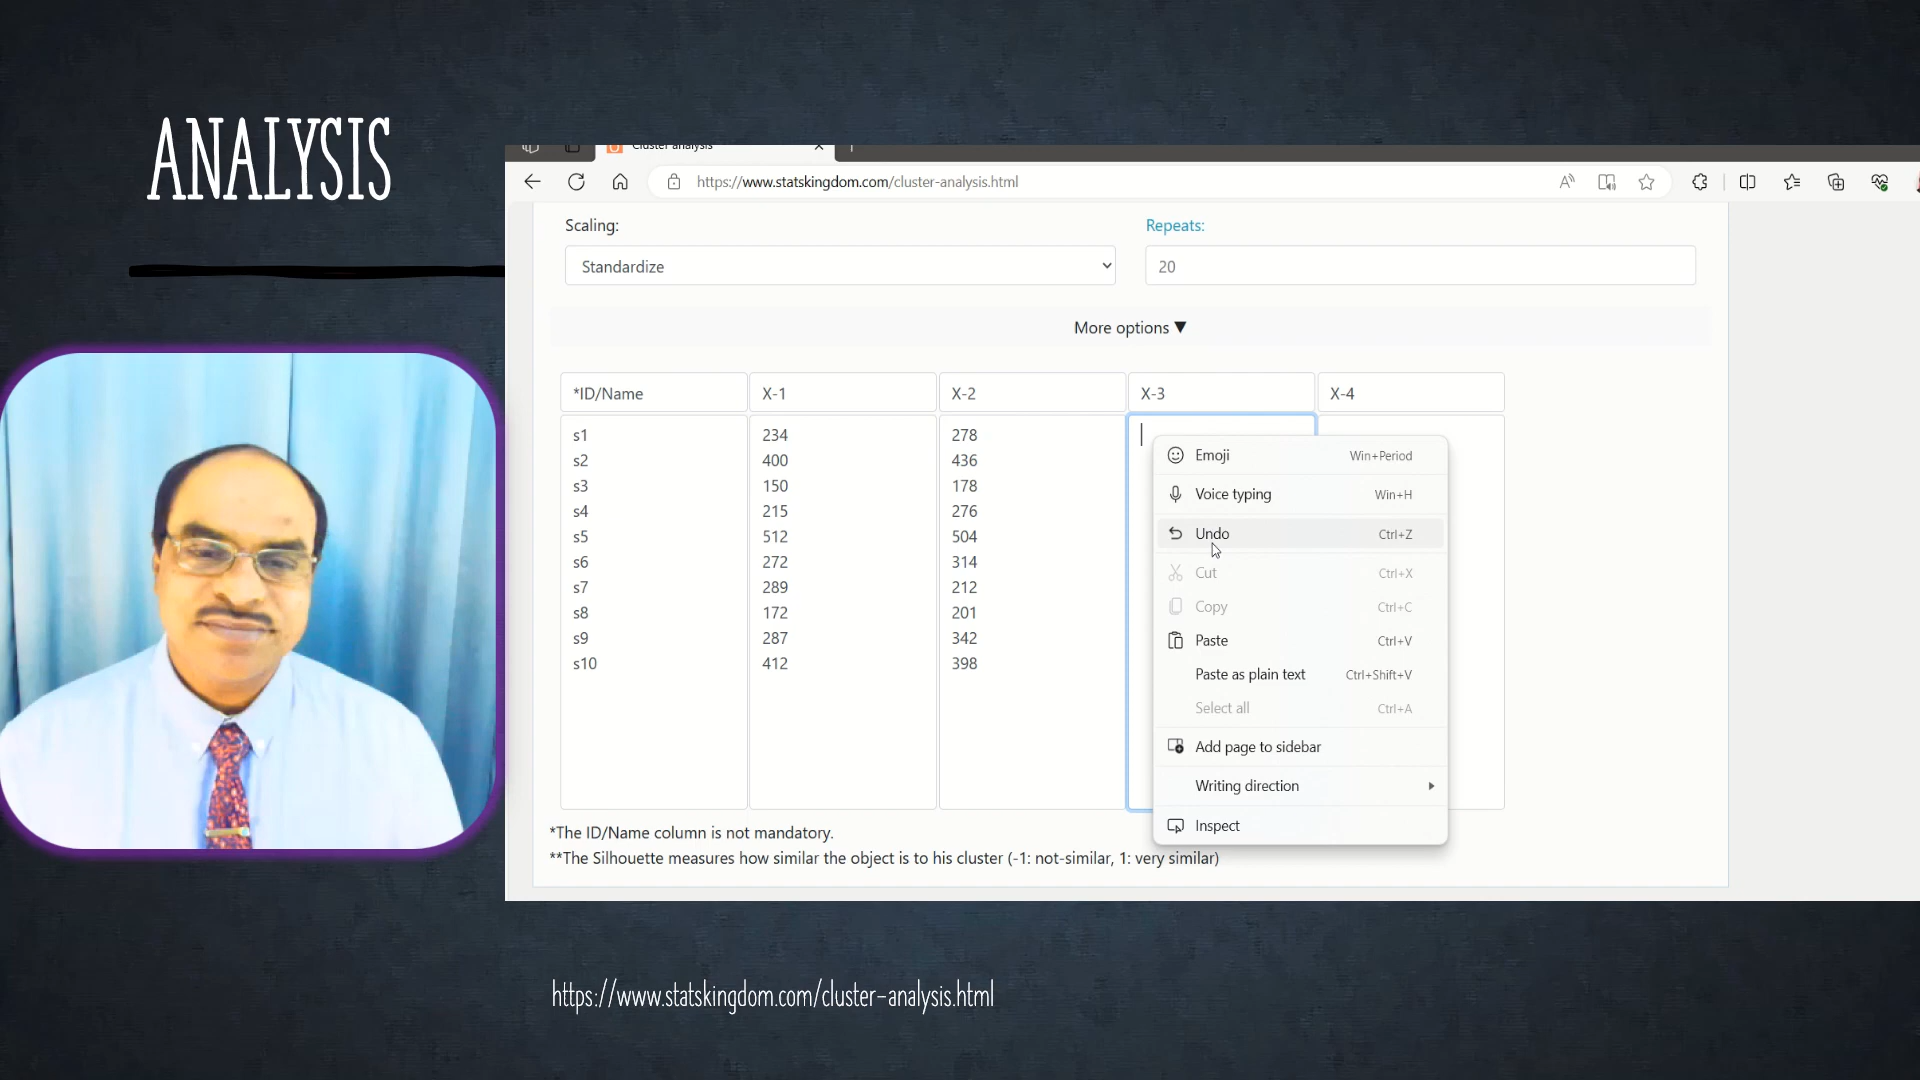 ANALYSIS
Cluster analysis
https://www.statskingdom.com/cluster-analysis.html
Scaling:
Repeats:
Standardize
20
More options ▼
*ID/Name X-1 X-2 X-3 X-4
s1 234 278
s2 400 436
s3 150 178
s4 215 276
s5 512 504
s6 272 314
s7 289 212
s8 172 201
s9 287 342
s10 412 398
Emoji Win+Period
Voice typing Win+H
Undo Ctrl+Z
Cut Ctrl+X
Copy Ctrl+C
Paste Ctrl+V
Paste as plain text Ctrl+Shift+V
Select all Ctrl+A
Add page to sidebar
Writing direction
Inspect
*The ID/Name column is not mandatory.
**The Silhouette measures how similar the object is to his cluster (-1: not-similar, 1: very similar)
https://www.statskingdom.com/cluster-analysis.html